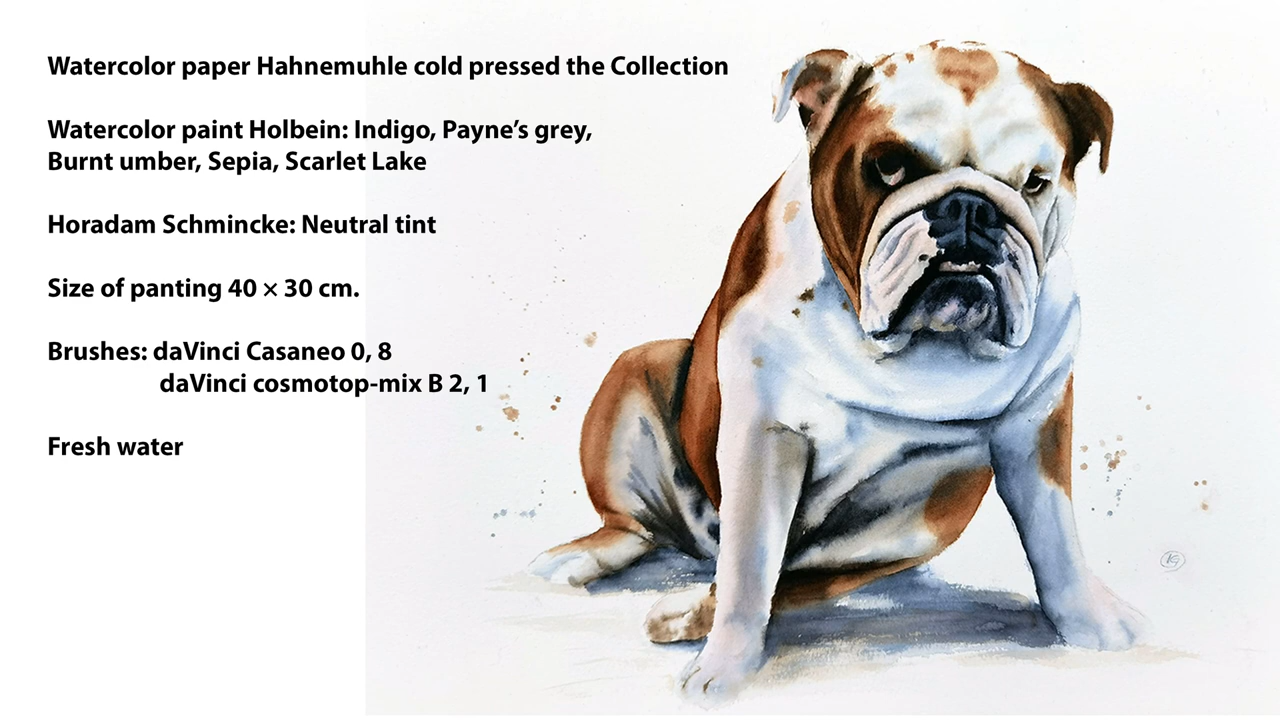 Watercolor paper Hahnemuhle cold pressed the Collection
Watercolor paint Holbein: Indigo, Payne’s grey,
Burnt umber, Sepia, Scarlet Lake
Horadam Schmincke: Neutral tint
Size of panting 40 × 30 cm.
Brushes: daVinci Casaneo 0, 8
daVinci cosmotop-mix B 2, 1
Fresh water